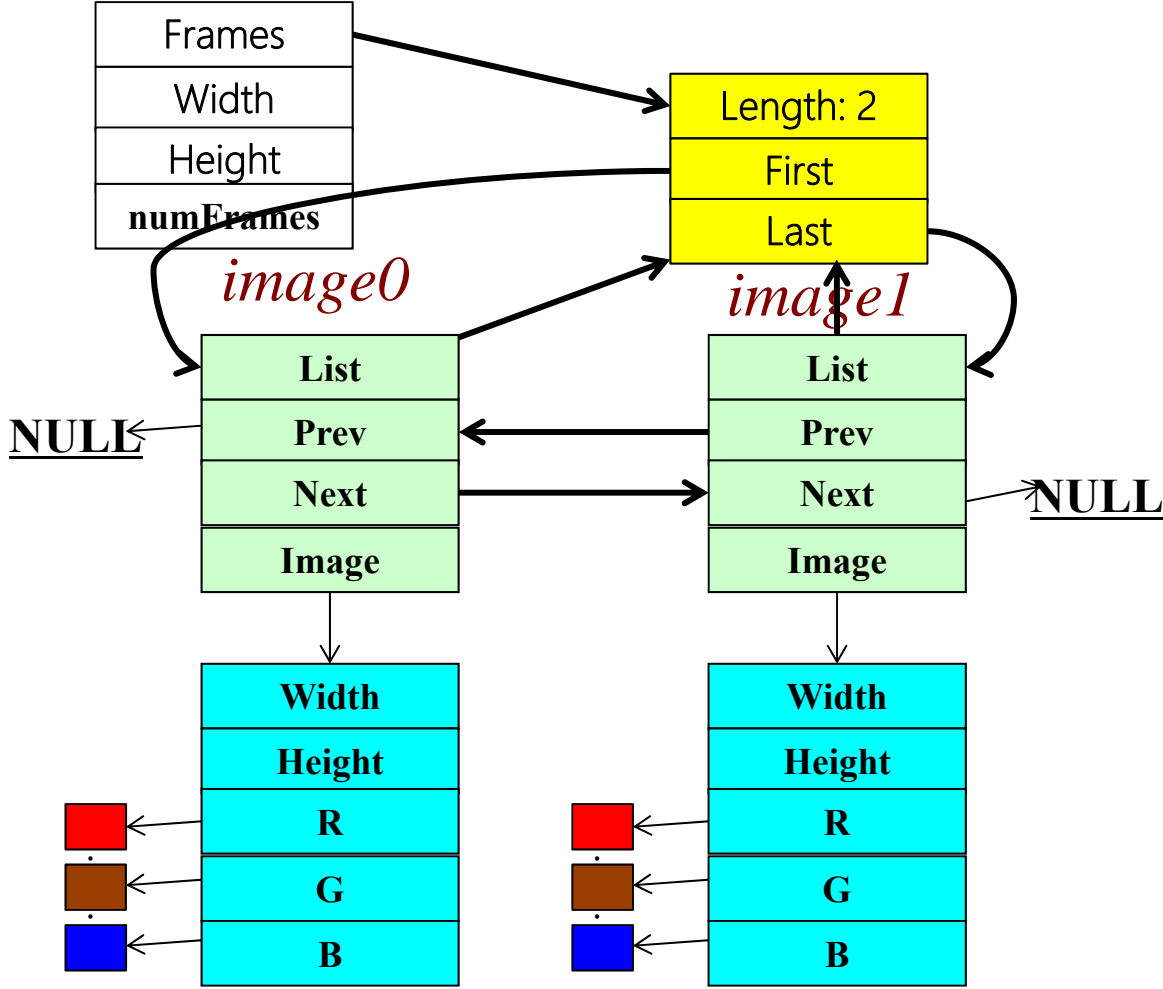 Frames
Width
Height
numFrames
Length: 2
First
Last
image0
image1
List
Prev
Next
Image
NULL
List
Prev
Next
Image
NULL
Width
Height
R
G
B
Width
Height
R
G
B